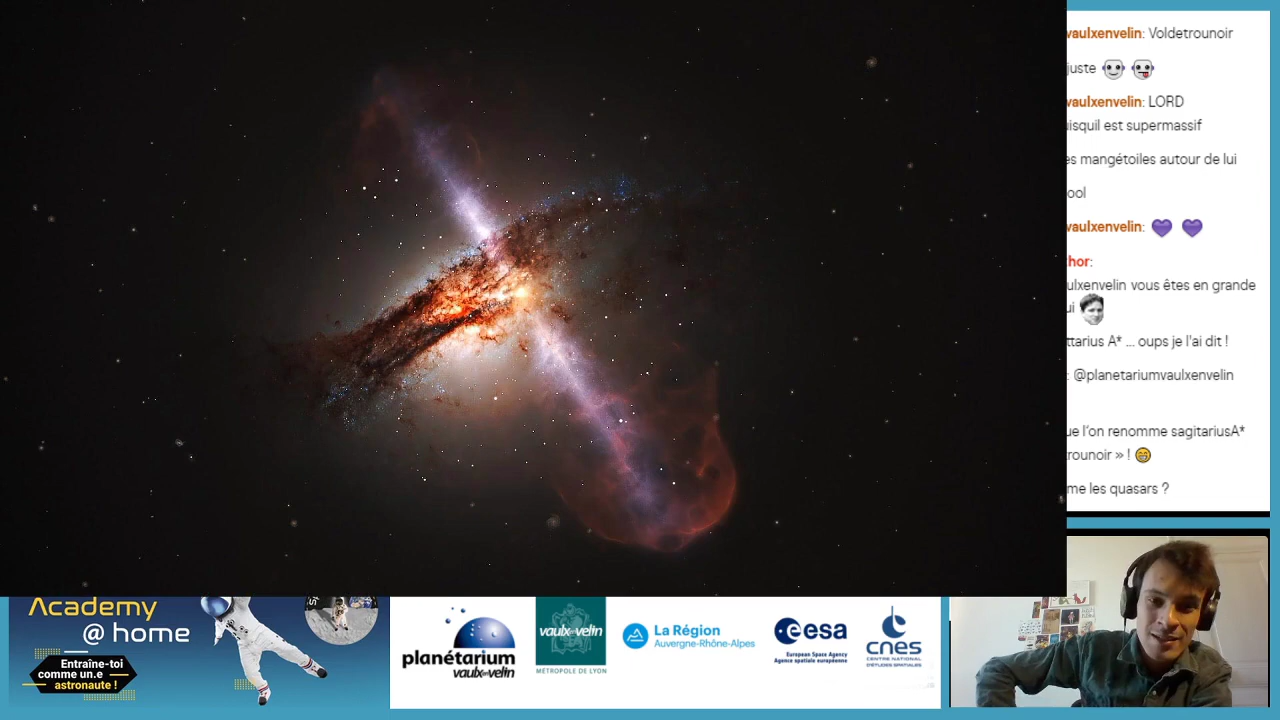 vaulxenvelin: Voldetrounoir
juste
vaulxenvelin: LORD
uisquil est supermassif
es mangétoiles autour de lui
ool
vaulxenvelin:
thor:
ulxenvelin vous êtes en grande
ui
ttarius A* ... oups je l'ai dit !
: @planetariumvaulxenvelin
ue l'on renomme sagitariusA*
trounoir » !
me les quasars ?
Academy
@ home
Entraîne-toi
comme un.e
astronaute !
planétarium
vaulx en velin
vaulx en velin
MÉTROPOLE DE LYON
La Région
Auvergne-Rhône-Alpes
esa
European Space Agency
Agence spatiale européenne
cnes
CENTRE NATIONAL
D'ÉTUDES SPATIALES